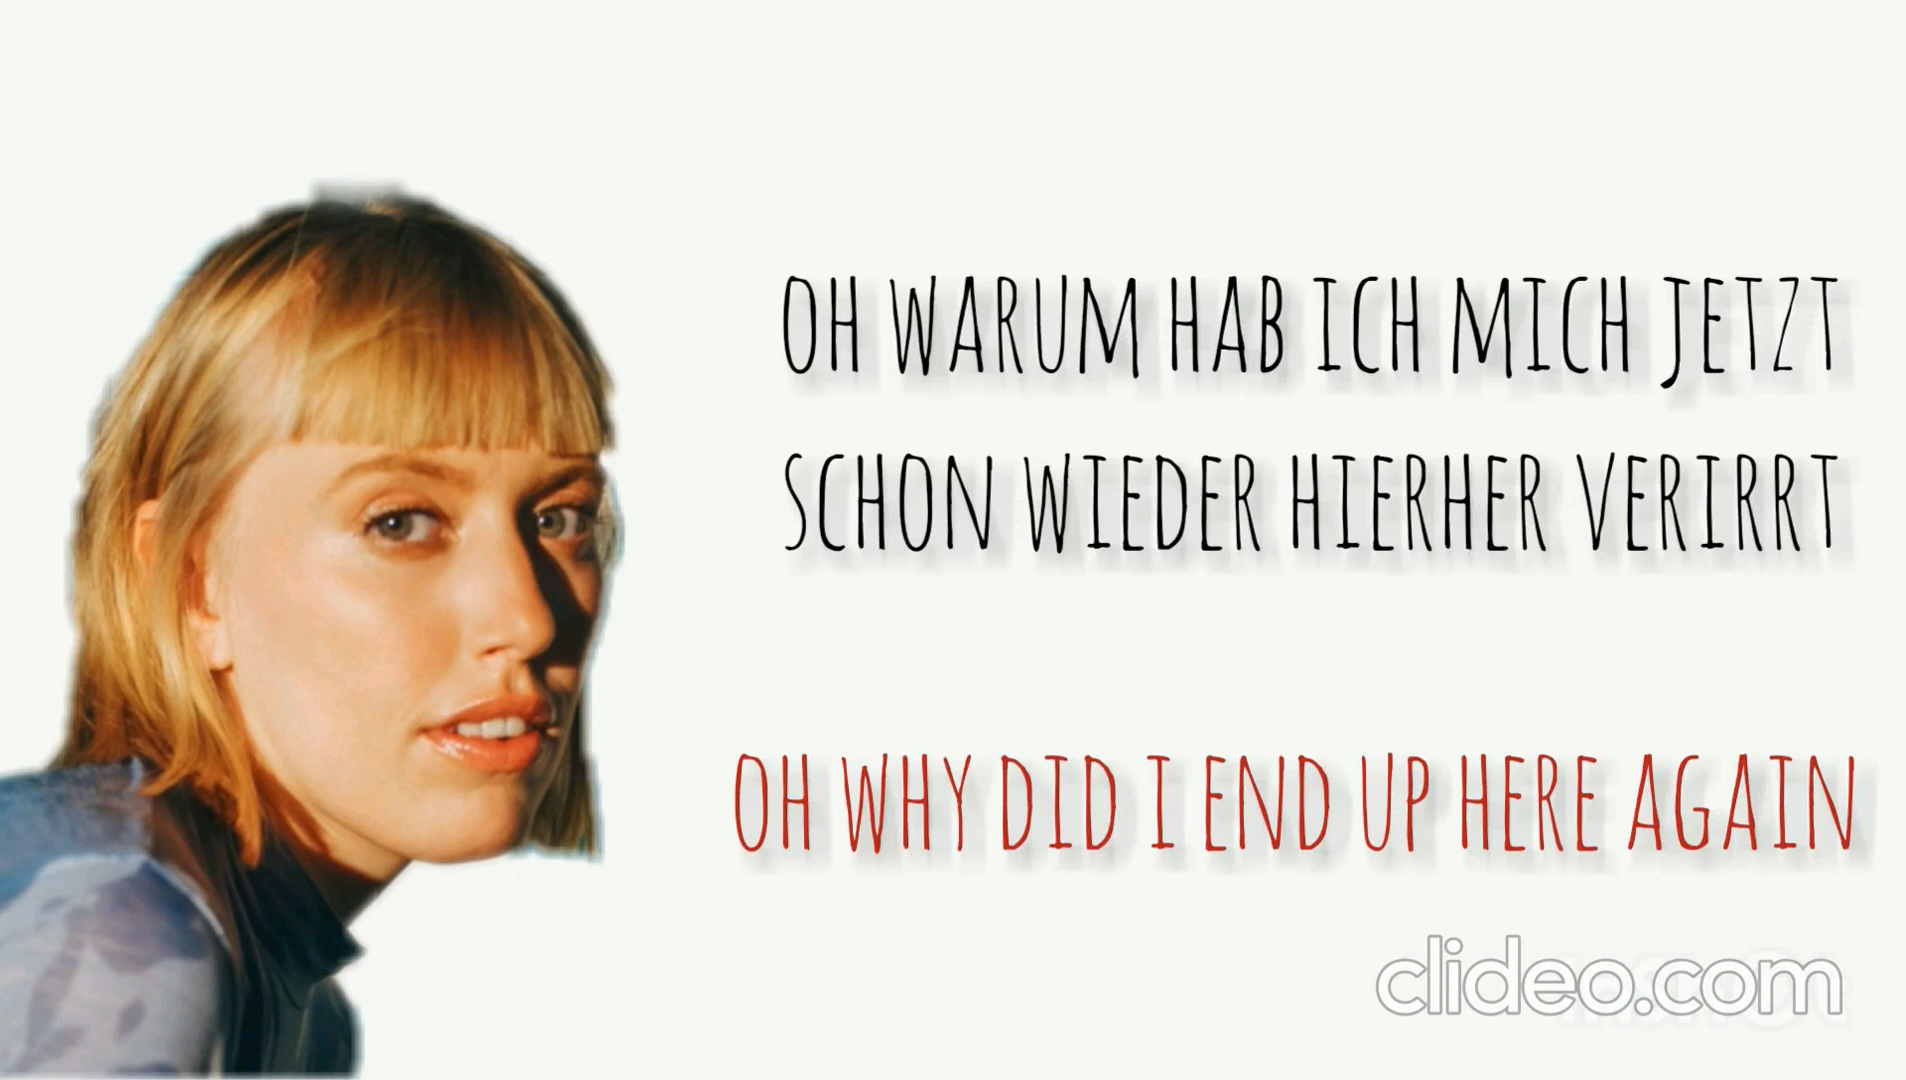 OH WARUM HAB ICH MICH JETZT
SCHON WIEDER HIERHER VERIRRT
OH WHY DID I END UP HERE AGAIN
clideo.com